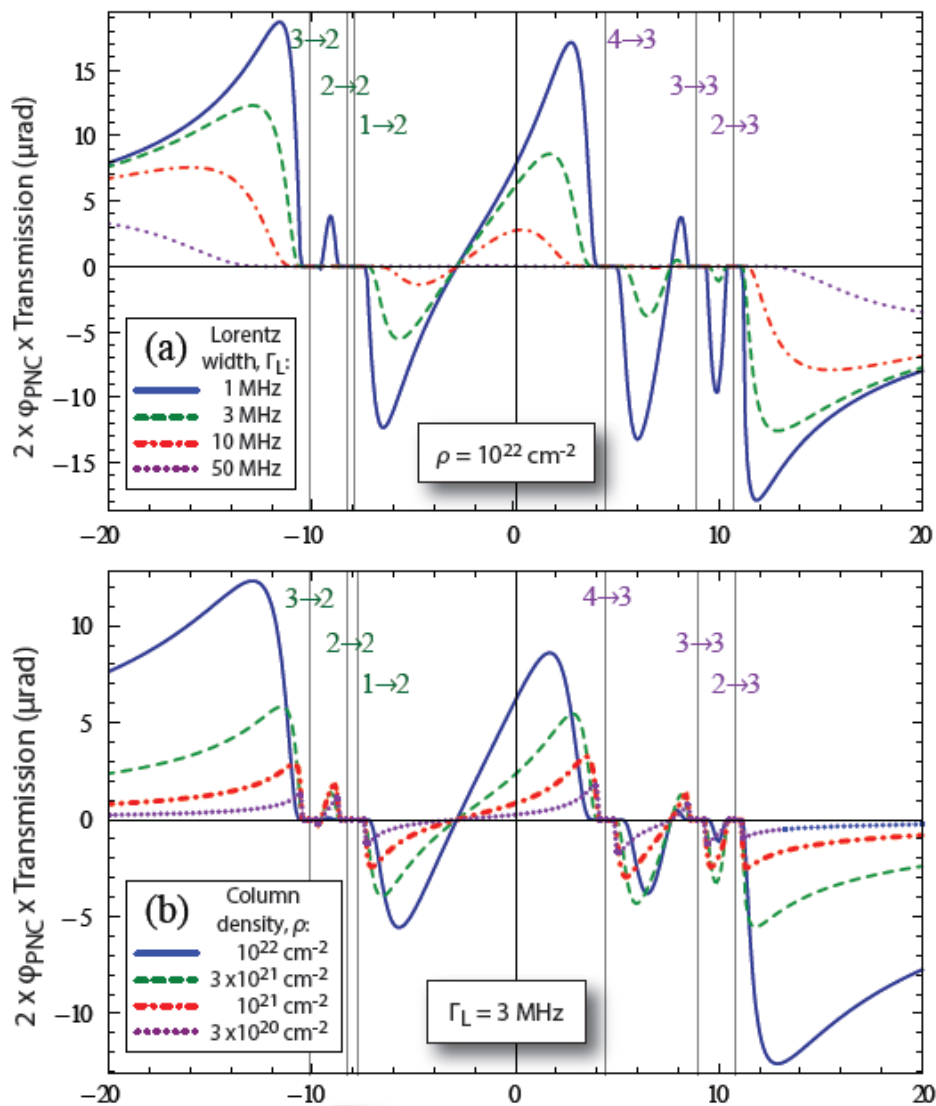 2 x φPNC x Transmission (μrad)
15
10
5
0
−5
−10
−15
3→2
2→2
1→2
4→3
3→3
2→3
(a) Lorentz
width, ΓL:
1 MHz
3 MHz
10 MHz
50 MHz
ρ = 10²² cm⁻²
−20 −10 0 10 20
2 x φPNC x Transmission (μrad)
10
5
0
−5
−10
3→2
2→2
1→2
4→3
3→3
2→3
(b) Column
density, ρ:
10²² cm⁻²
3 x10²¹ cm⁻²
10²¹ cm⁻²
3x10²⁰ cm⁻²
ΓL = 3 MHz
−20 −10 0 10 20